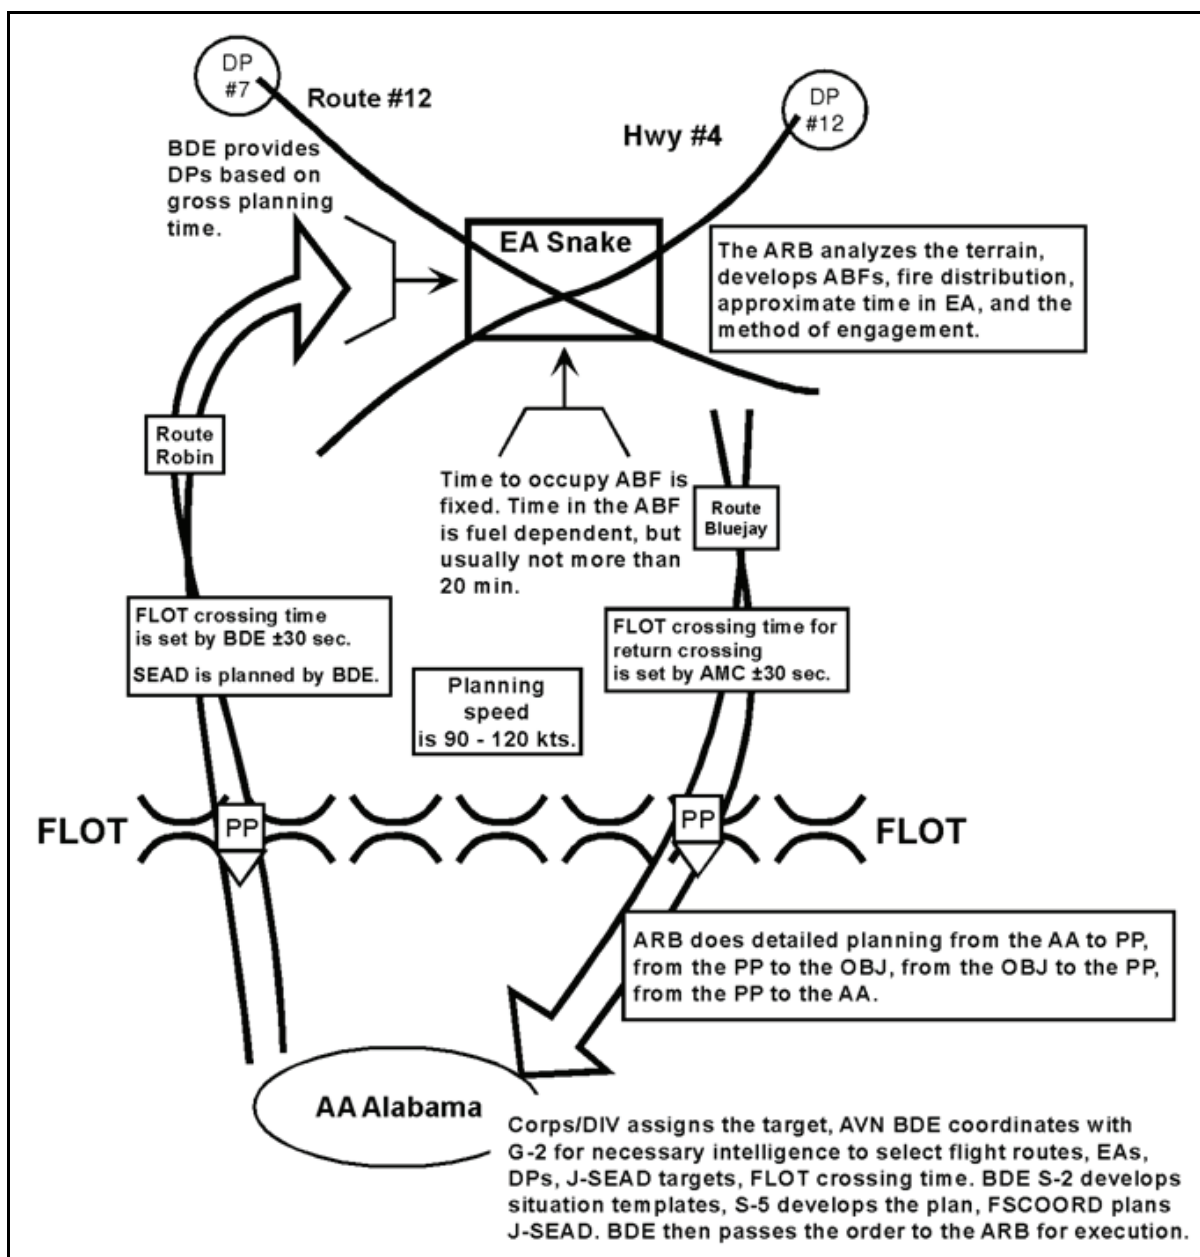 DP
#7
Route #12
DP
#12
Hwy #4
BDE provides
DPs based on
gross planning
time.
EA Snake
The ARB analyzes the terrain,
develops ABFs, fire distribution,
approximate time in EA, and the
method of engagement.
Route
Robin
Time to occupy ABF is
fixed. Time in the ABF
is fuel dependent, but
usually not more than
20 min.
Route
Bluejay
FLOT crossing time
is set by BDE ±30 sec.
SEAD is planned by BDE.
FLOT crossing time for
return crossing
is set by AMC ±30 sec.
Planning
speed
is 90 - 120 kts.
FLOT
PP
PP
FLOT
ARB does detailed planning from the AA to PP,
from the PP to the OBJ, from the OBJ to the PP,
from the PP to the AA.
AA Alabama
Corps/DIV assigns the target, AVN BDE coordinates with
G-2 for necessary intelligence to select flight routes, EAs,
DPs, J-SEAD targets, FLOT crossing time. BDE S-2 develops
situation templates, S-5 develops the plan, FSCOORD plans
J-SEAD. BDE then passes the order to the ARB for execution.